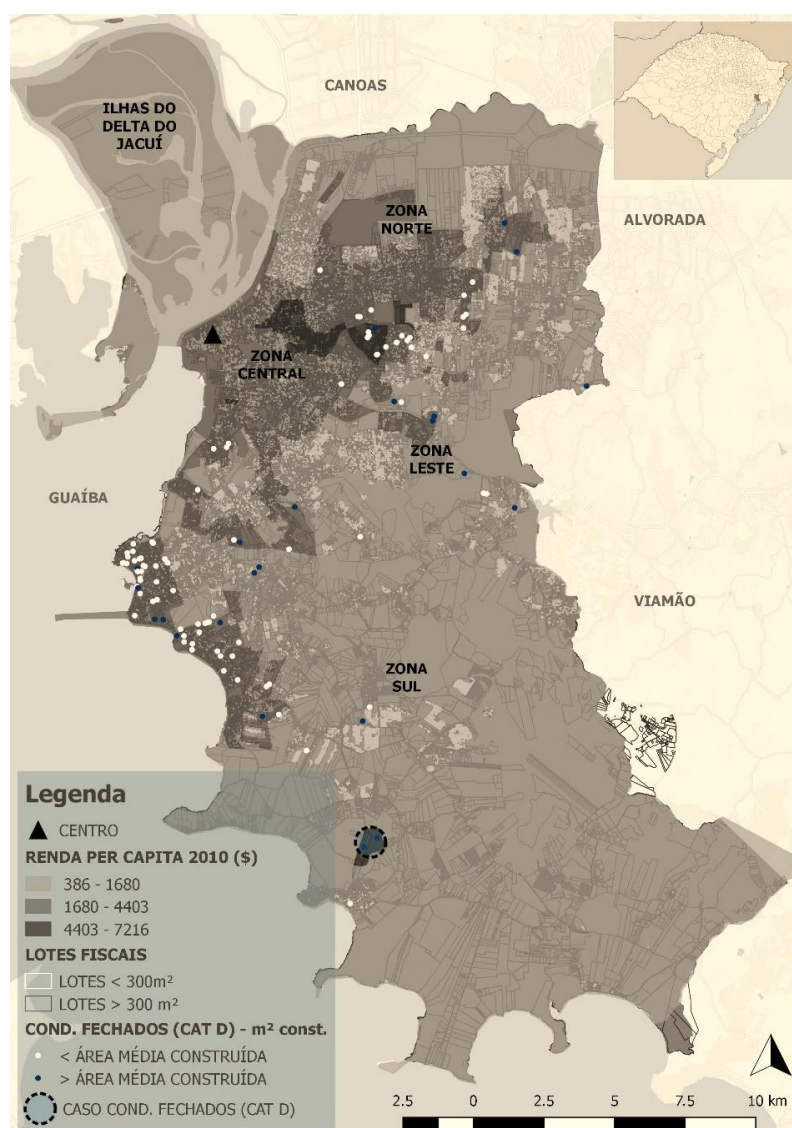 CANOAS
ILHAS DO
DELTA DO
JACUÍ
ZONA
NORTE
ALVORADA
ZONA
CENTRAL
ZONA
LESTE
GUAÍBA
VIAMÃO
ZONA
SUL
Legenda
CENTRO
RENDA PER CAPITA 2010 ($)
386 - 1680
1680 - 4403
4403 - 7216
LOTES FISCAIS
LOTES < 300m²
LOTES > 300 m²
COND. FECHADOS (CAT D) - m² const.
< ÁREA MÉDIA CONSTRUÍDA
> ÁREA MÉDIA CONSTRUÍDA
CASO COND. FECHADOS (CAT D)
2.5 0 2.5 5 7.5 10 km